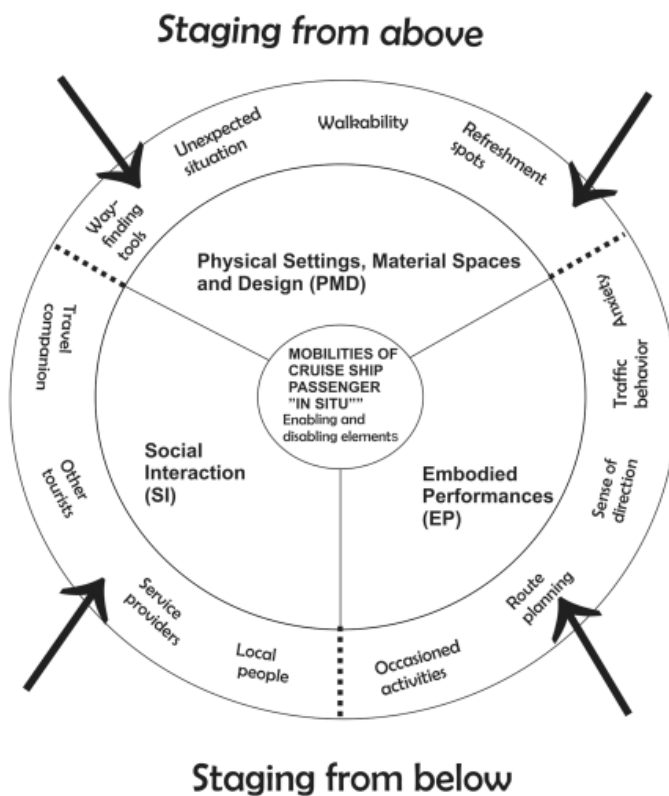 Staging from above
Unexpected
situation
Walkability
Refreshment
spots
Way-
finding
tools
Physical Settings, Material Spaces
and Design (PMD)
Anxiety
Travel
companion
Traffic
behavior
MOBILITIES OF
CRUISE SHIP
PASSENGER
"IN SITU""
Enabling and
disabling elements
Social
Interaction
(SI)
Embodied
Performances
(EP)
Other
tourists
Sense of
direction
Service
providers
Route
planning
Local
people
Occasioned
activities
Staging from below